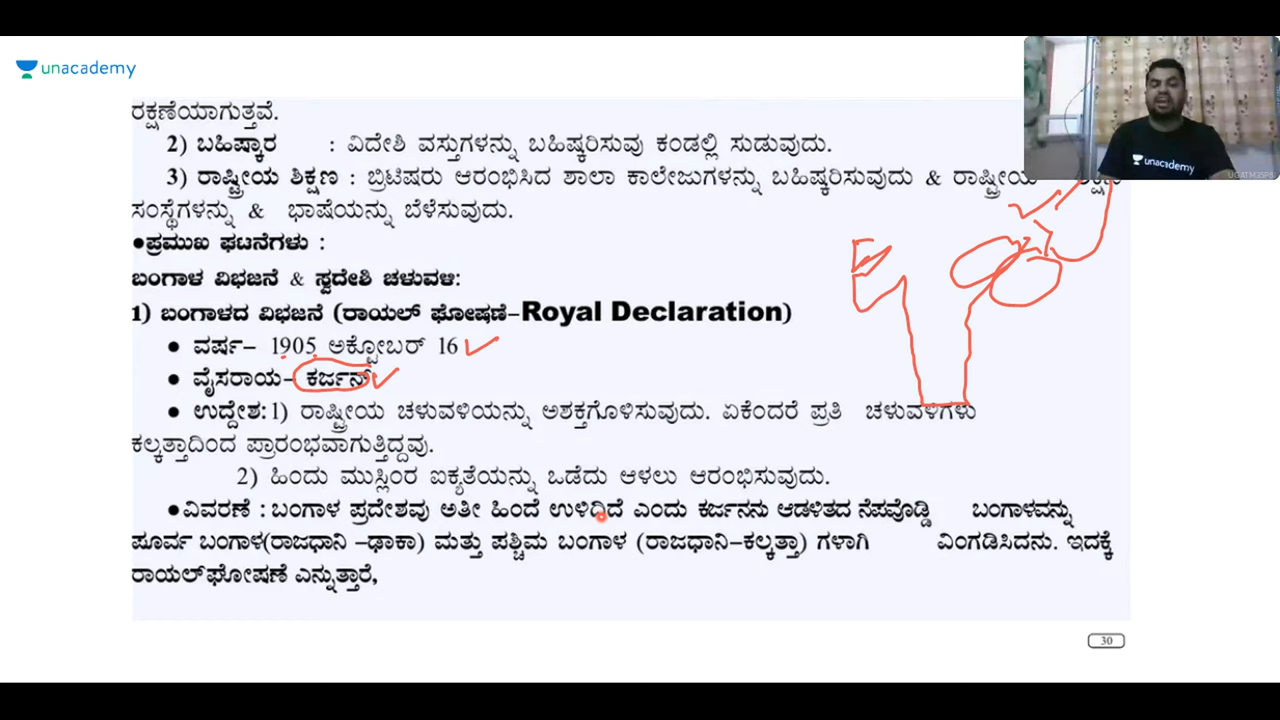 unacademy
ರಕ್ಷಣೆಯಾಗುತ್ತವೆ.
2) ಬಹಿಷ್ಕಾರ : ವಿದೇಶಿ ವಸ್ತುಗಳನ್ನು ಬಹಿಷ್ಕರಿಸುವು ಕಂಡಲ್ಲಿ ಸುಡುವುದು.
unacademy
UGATM35F6
3) ರಾಷ್ಟ್ರೀಯ ಶಿಕ್ಷಣ : ಬ್ರಿಟಿಷರು ಆರಂಭಿಸಿದ ಶಾಲಾ ಕಾಲೇಜುಗಳನ್ನು ಬಹಿಷ್ಕರಿಸುವುದು & ರಾಷ್ಟ್ರೀಯ
ಸಂಸ್ಥೆಗಳನ್ನು & ಭಾಷೆಯನ್ನು ಬೆಳೆಸುವುದು.
●ಪ್ರಮುಖ ಘಟನೆಗಳು :
ಬಂಗಾಳ ವಿಭಜನೆ & ಸ್ವದೇಶಿ ಚಳುವಳಿ:
1) ಬಂಗಾಳದ ವಿಭಜನೆ (ರಾಯಲ್ ಘೋಷಣೆ-Royal Declaration)
● ವರ್ಷ- 1905 ಅಕ್ಟೋಬರ್ 16
● ವೈಸರಾಯ- ಕರ್ಜನ್
● ಉದ್ದೇಶ:1) ರಾಷ್ಟ್ರೀಯ ಚಳುವಳಿಯನ್ನು ಅಶಕ್ತಗೊಳಿಸುವುದು. ಏಕೆಂದರೆ ಪ್ರತಿ ಚಳುವಳಿಗಳು
ಕಲ್ಕತ್ತಾದಿಂದ ಪ್ರಾರಂಭವಾಗುತ್ತಿದ್ದವು.
2) ಹಿಂದು ಮುಸ್ಲಿಂರ ಐಕ್ಯತೆಯನ್ನು ಒಡೆದು ಆಳಲು ಆರಂಭಿಸುವುದು.
●ವಿವರಣೆ : ಬಂಗಾಳ ಪ್ರದೇಶವು ಅತೀ ಹಿಂದೆ ಉಳಿದಿದೆ ಎಂದು ಕರ್ಜನನು ಆಡಳಿತದ ನೆಪವೊಡ್ಡಿ ಬಂಗಾಳವನ್ನು
ಪೂರ್ವ ಬಂಗಾಳ(ರಾಜಧಾನಿ -ಢಾಕಾ) ಮತ್ತು ಪಶ್ಚಿಮ ಬಂಗಾಳ (ರಾಜಧಾನಿ-ಕಲ್ಕತ್ತಾ) ಗಳಾಗಿ ವಿಂಗಡಿಸಿದನು. ಇದಕ್ಕೆ
ರಾಯಲ್‌ಘೋಷಣೆ ಎನ್ನುತ್ತಾರೆ,
30